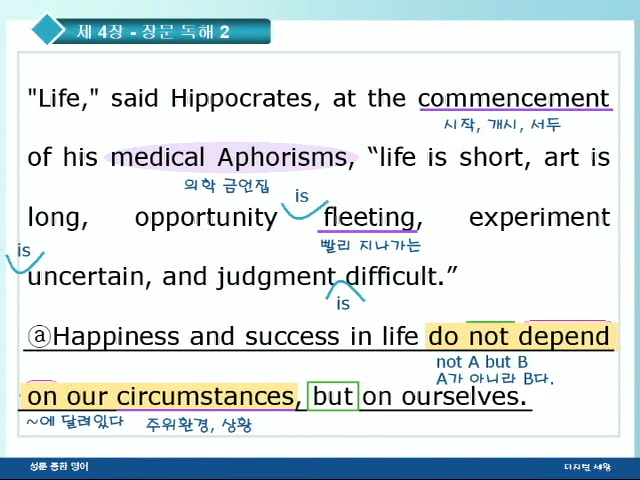 제 4장 - 장문 독해 2
"Life," said Hippocrates, at the commencement
시작, 개시, 서두
of his medical Aphorisms, “life is short, art is
의학 금언집
is
long, opportunity fleeting, experiment
빨리 지나가는
is
uncertain, and judgment difficult.”
is
ⓐHappiness and success in life do not depend
not A but B
A가 아니라 B다.
on our circumstances, but on ourselves.
~에 달려있다 주위환경, 상황
성문 종합 영어 디지털 세왕